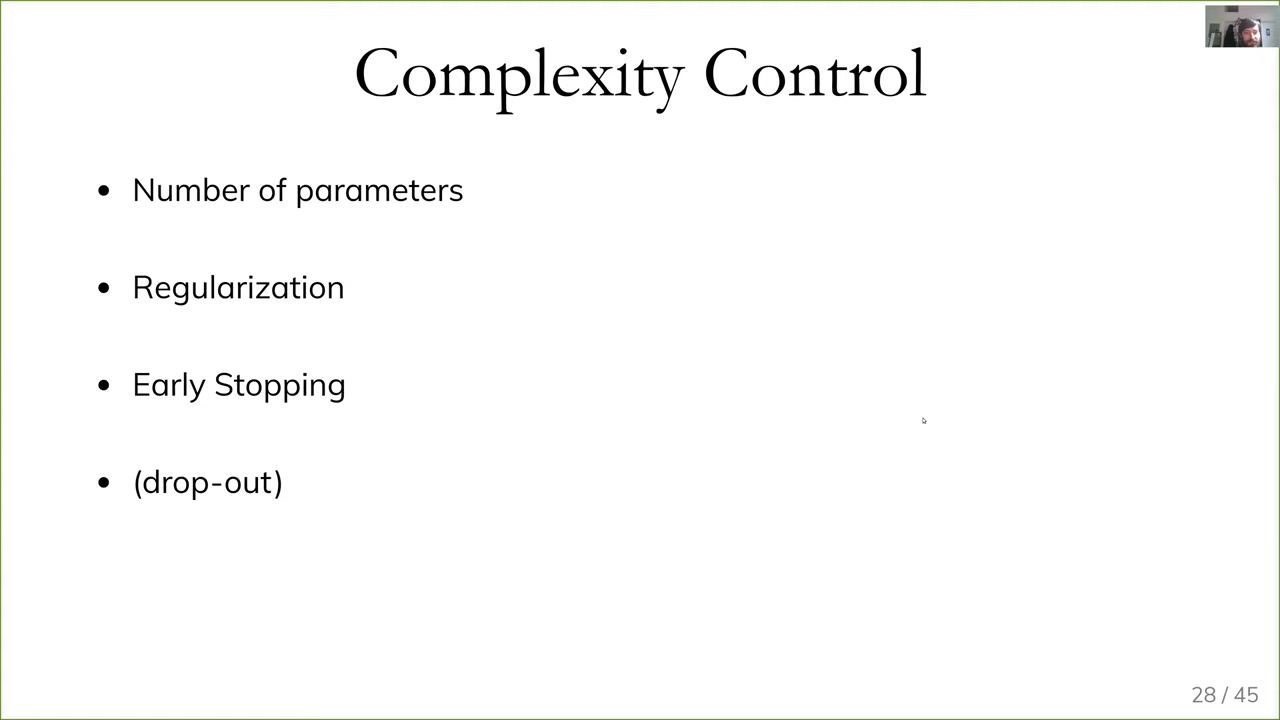 Complexity Control
Number of parameters
Regularization
Early Stopping
(drop-out)
28 / 45